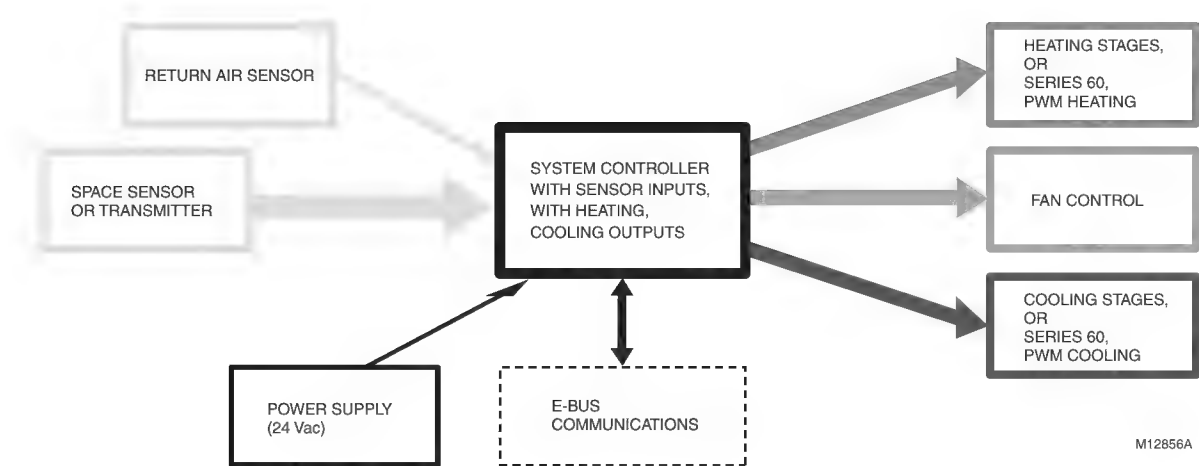 RETURN AIR SENSOR
SPACE SENSOR
OR TRANSMITTER
SYSTEM CONTROLLER
WITH SENSOR INPUTS,
WITH HEATING,
COOLING OUTPUTS
HEATING STAGES,
OR
SERIES 60,
PWM HEATING
FAN CONTROL
COOLING STAGES,
OR
SERIES 60,
PWM COOLING
POWER SUPPLY
(24 Vac)
E-BUS
COMMUNICATIONS
M12856A